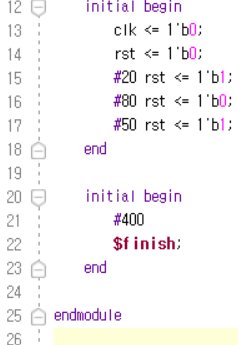 12 initial begin
13 clk <= 1'b0;
14 rst <= 1'b0;
15 #20 rst <= 1'b1;
16 #80 rst <= 1'b0;
17 #50 rst <= 1'b1;
18 end
19
20 initial begin
21 #400
22 $finish;
23 end
24
25 endmodule
26